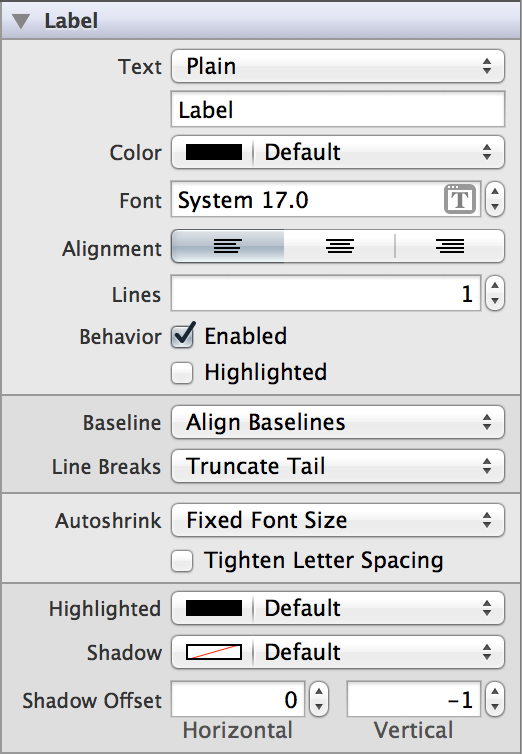 Label
Text Plain
Label
Color Default
Font System 17.0 T
Alignment
Lines 1
Behavior Enabled
Highlighted
Baseline Align Baselines
Line Breaks Truncate Tail
Autoshrink Fixed Font Size
Tighten Letter Spacing
Highlighted Default
Shadow Default
Shadow Offset 0 -1
Horizontal Vertical